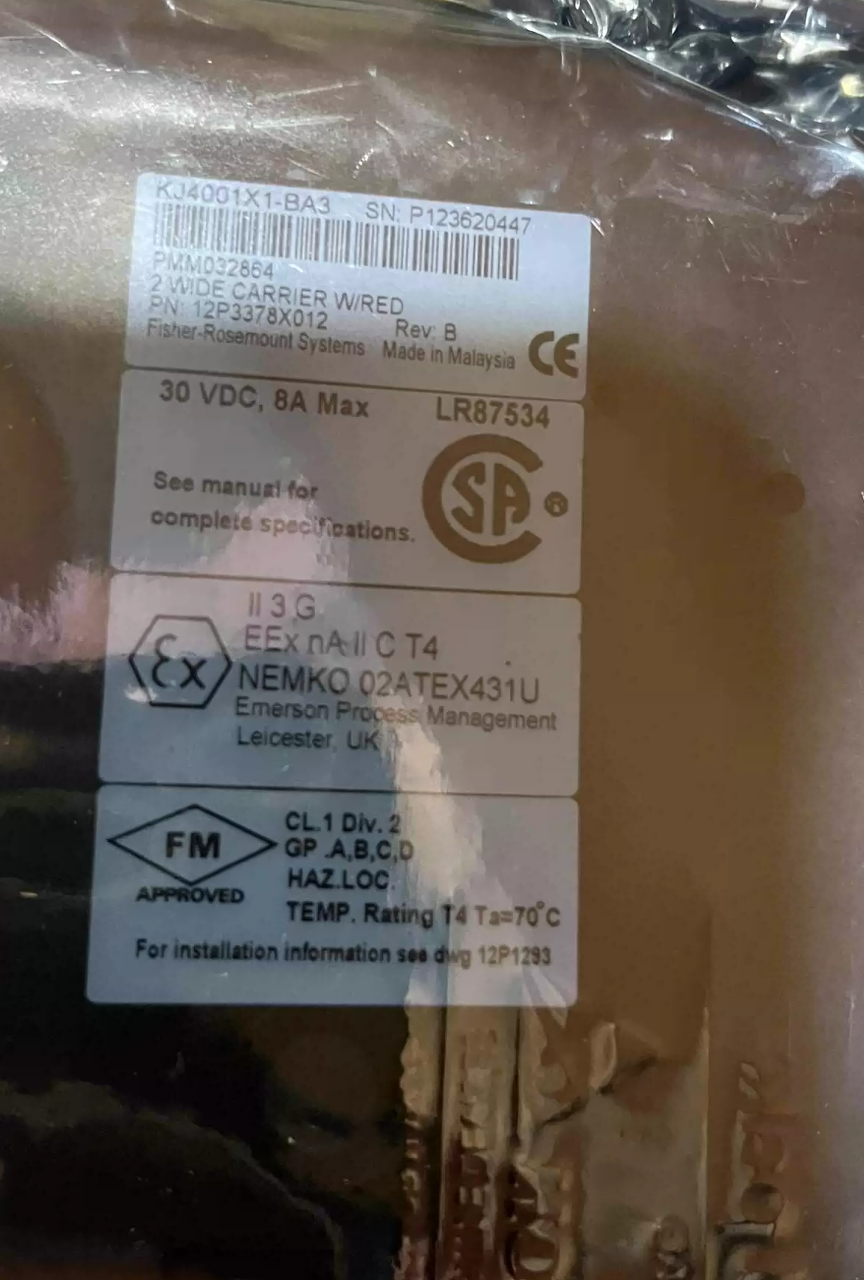 KJ4001X1-BA3 SN: P123620447
PMM032864
2 WIDE CARRIER W/RED
PN: 12P3378X012 Rev: B
Fisher-Rosemount Systems Made in Malaysia CE
30 VDC, 8A Max LR87534
See manual for
complete specifications.
SA ®
II 3 G
EEx nA II C T4
Ex
NEMKO 02ATEX431U
Emerson Process Management
Leicester, UK
FM
APPROVED
CL.1 Div. 2
GP .A,B,C,D
HAZ.LOC.
TEMP. Rating T4 Ta=70°C
For installation information see dwg 12P1293